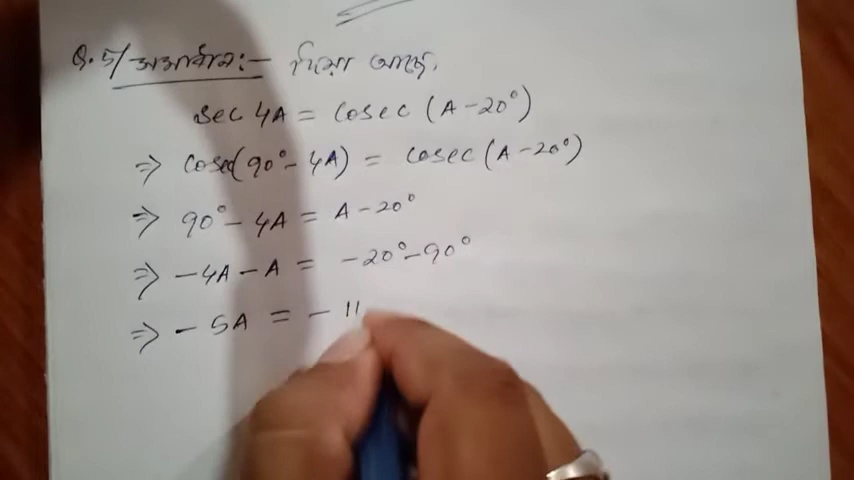 Q.5/ সমাধান:- দিয়া আছে,
sec 4A = cosec (A - 20°)
⇒ cosec(90° - 4A) = cosec (A - 20°)
⇒ 90° - 4A = A - 20°
⇒ - 4A - A = - 20° - 90°
⇒ - 5A = - 11